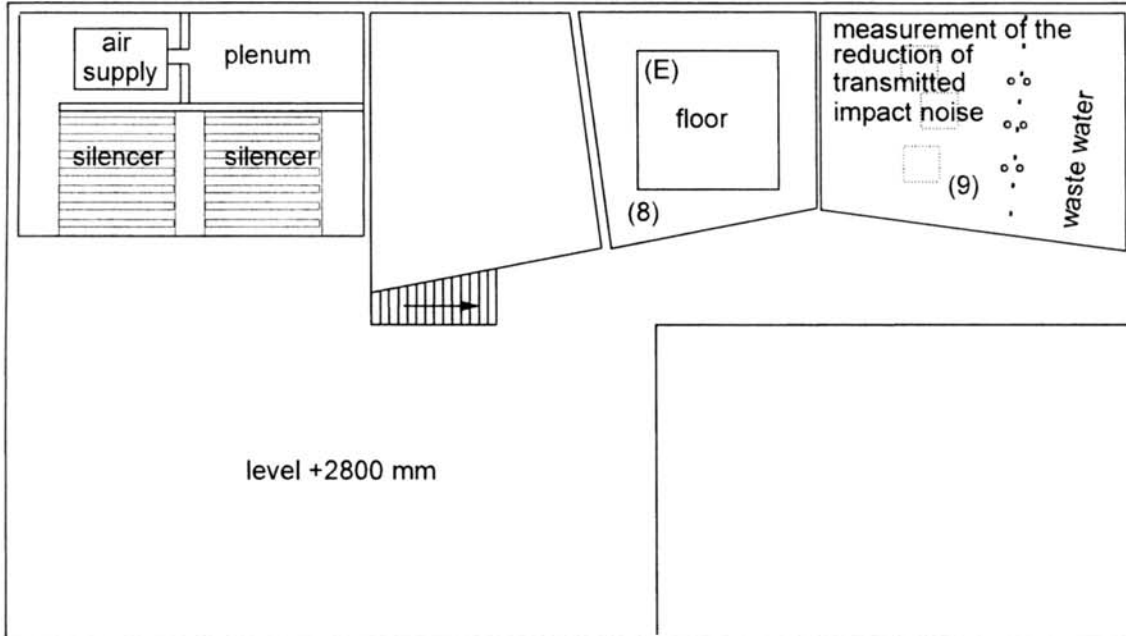 air
supply
plenum
silencer
silencer
(E)
floor
(8)
measurement of the
reduction of
transmitted
impact noise
(9)
waste water
level +2800 mm